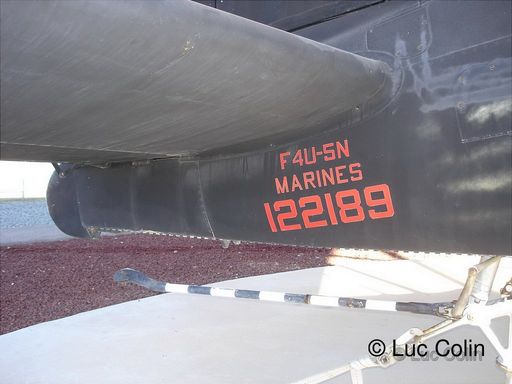 F4U-5N
MARINES
122189
© Luc Colin